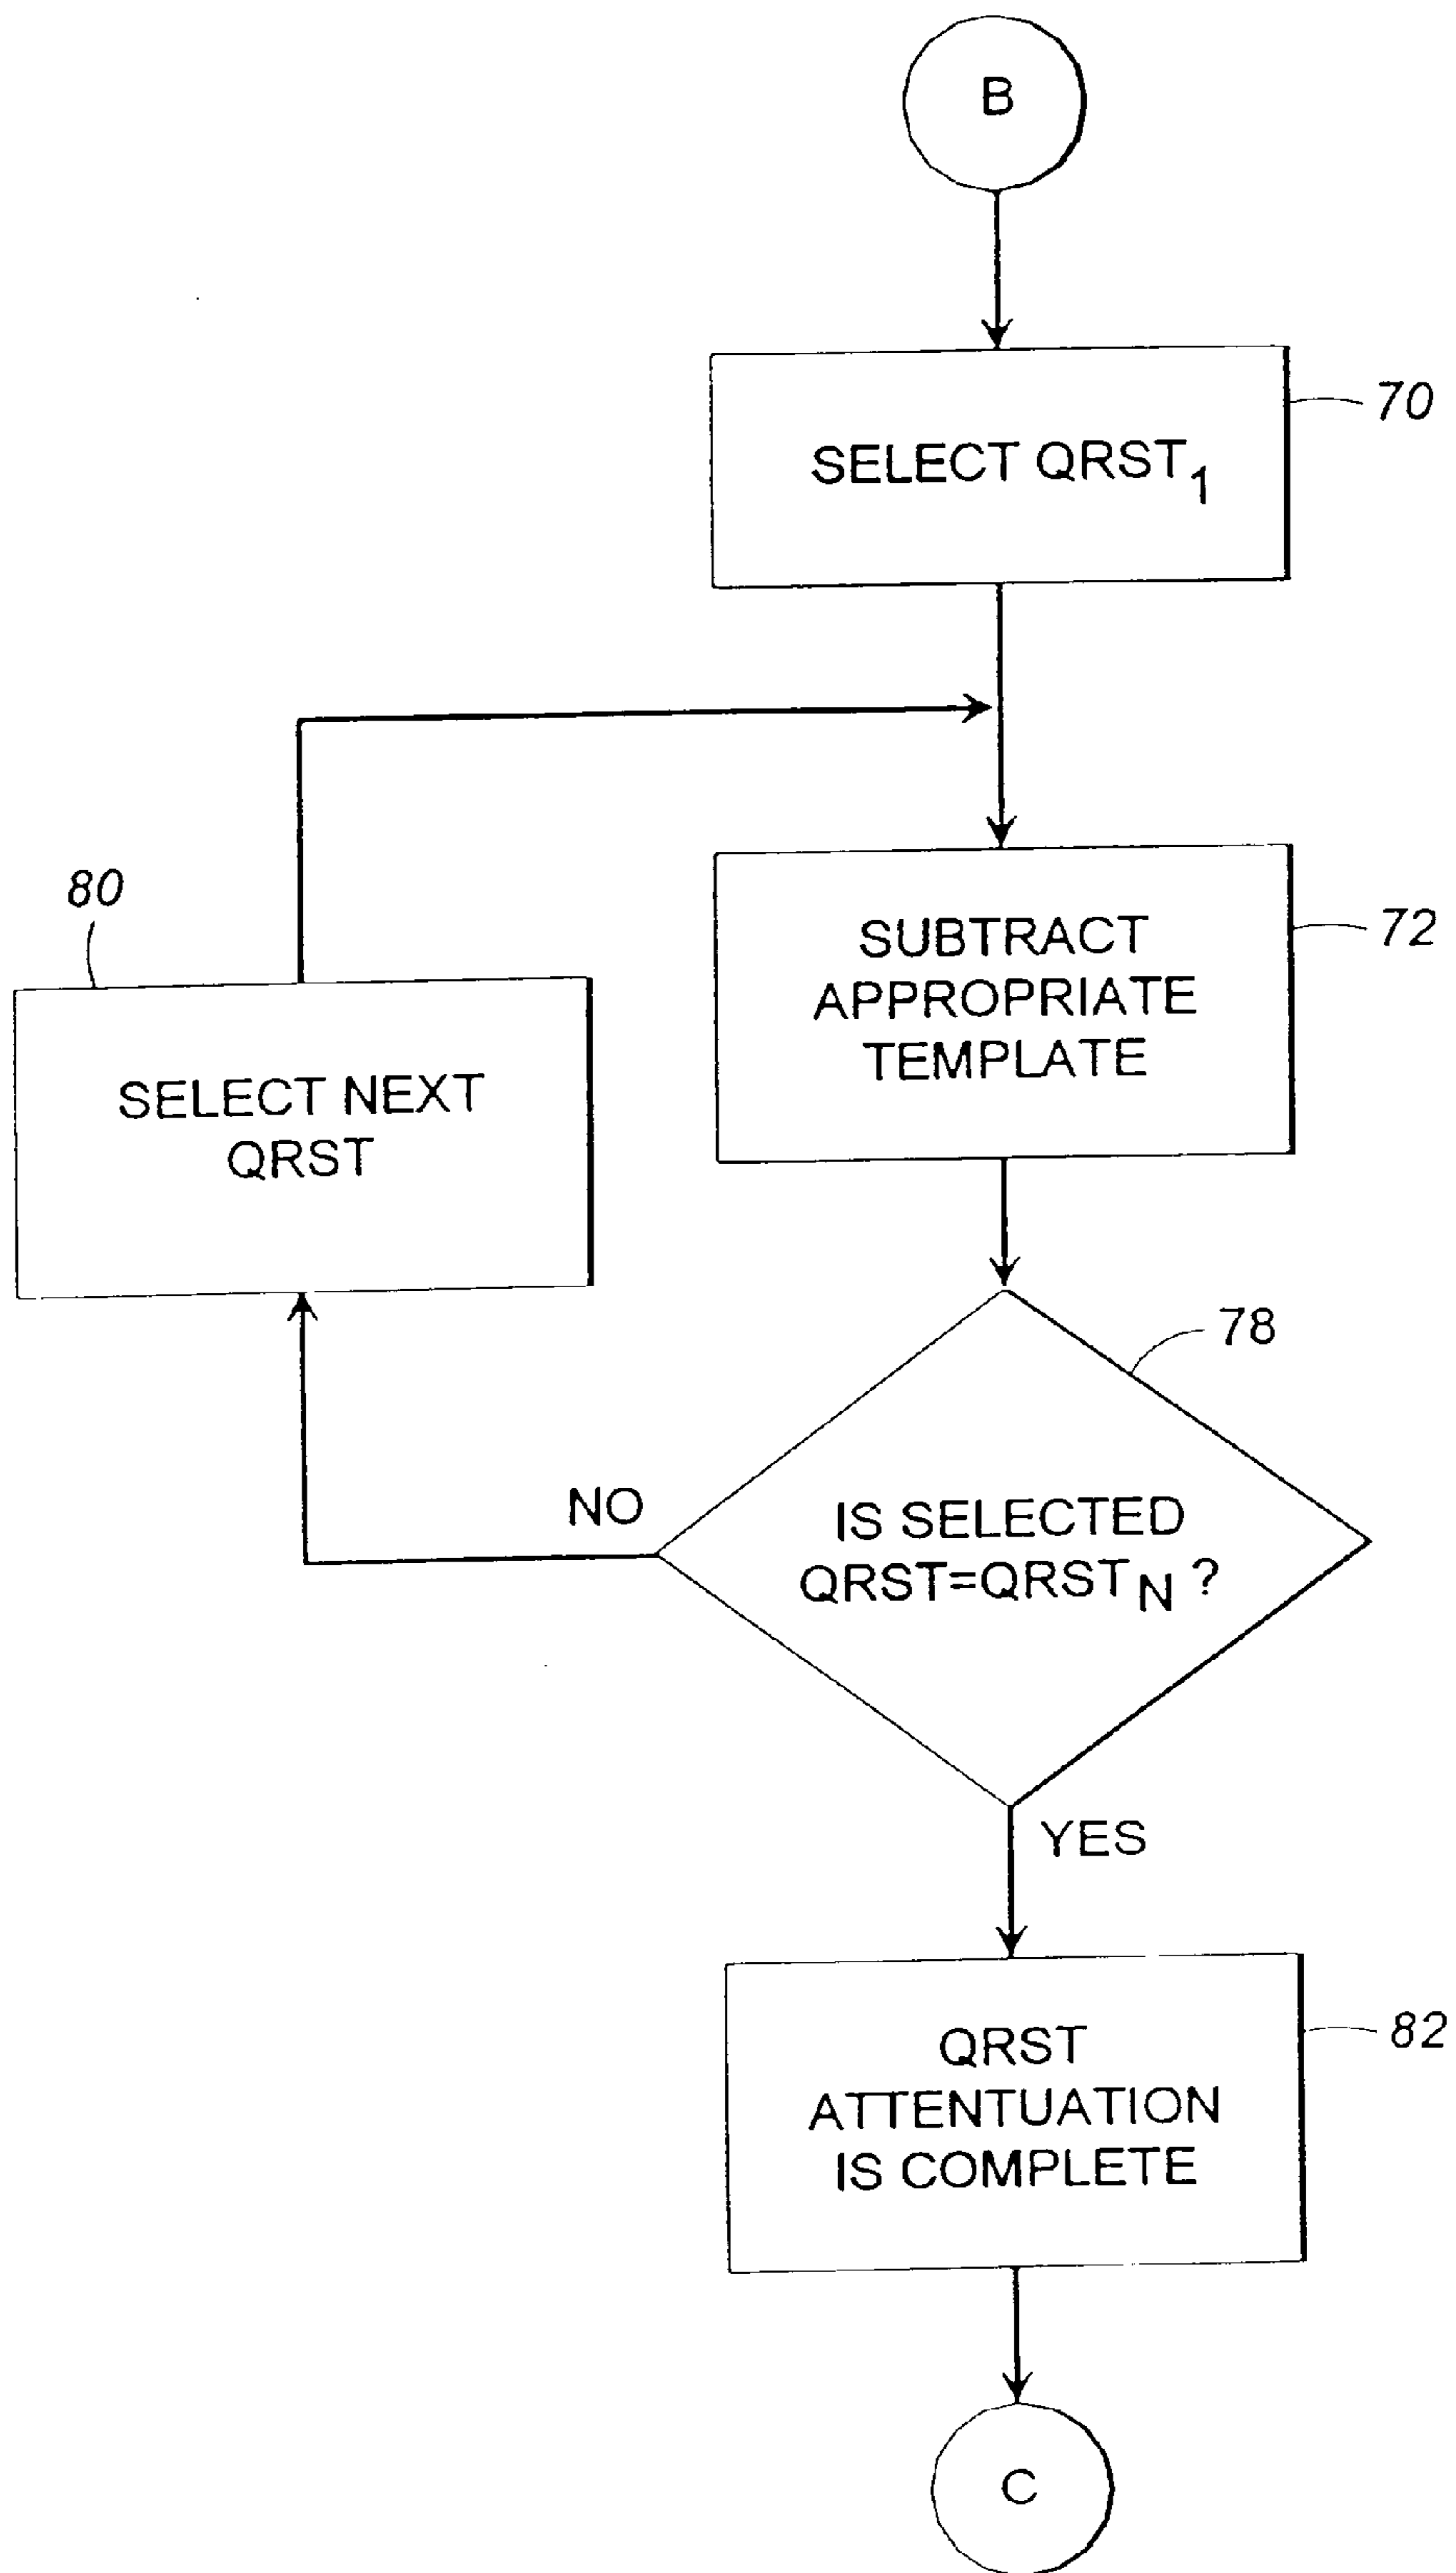 B
SELECT QRST₁
70
SUBTRACT
APPROPRIATE
TEMPLATE
72
80
SELECT NEXT
QRST
78
IS SELECTED
QRST=QRST_N ?
NO
YES
QRST
ATTENTUATION
IS COMPLETE
82
C